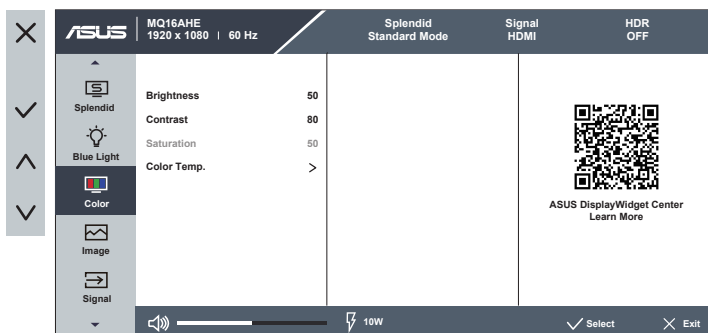 ASUS
MQ16AHE
1920 x 1080 | 60 Hz
Splendid
Standard Mode
Signal
HDMI
HDR
OFF
Splendid
Blue Light
Color
Image
Signal
Brightness 50
Contrast 80
Saturation 50
Color Temp. >
ASUS DisplayWidget Center
Learn More
10W
Select
Exit